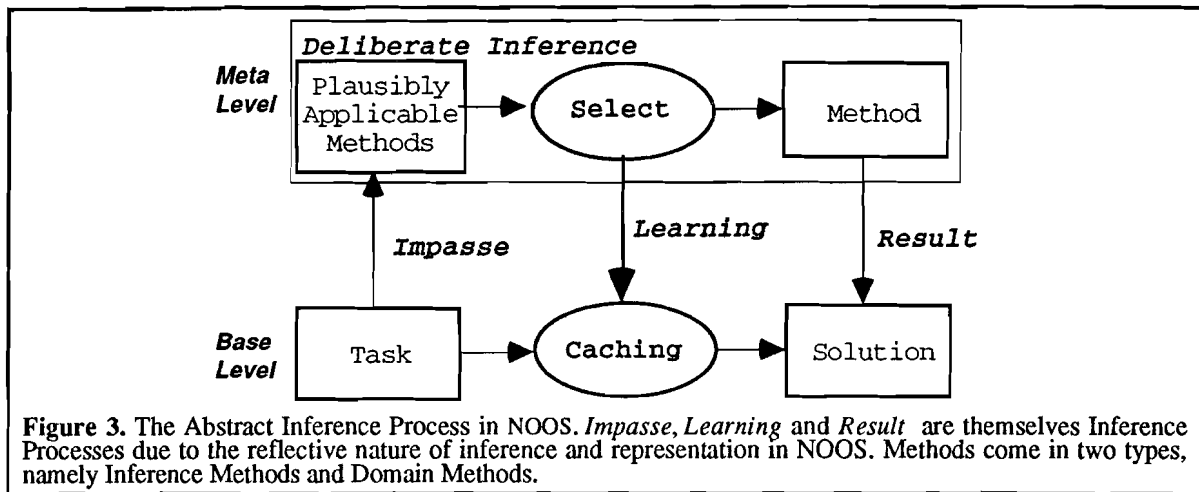 Deliberate Inference
Meta
Level
Plausibly
Applicable
Methods
Select
Method
Impasse
Learning
Result
Base
Level
Task
Caching
Solution
Figure 3. The Abstract Inference Process in NOOS. Impasse, Learning and Result are themselves Inference
Processes due to the reflective nature of inference and representation in NOOS. Methods come in two types,
namely Inference Methods and Domain Methods.